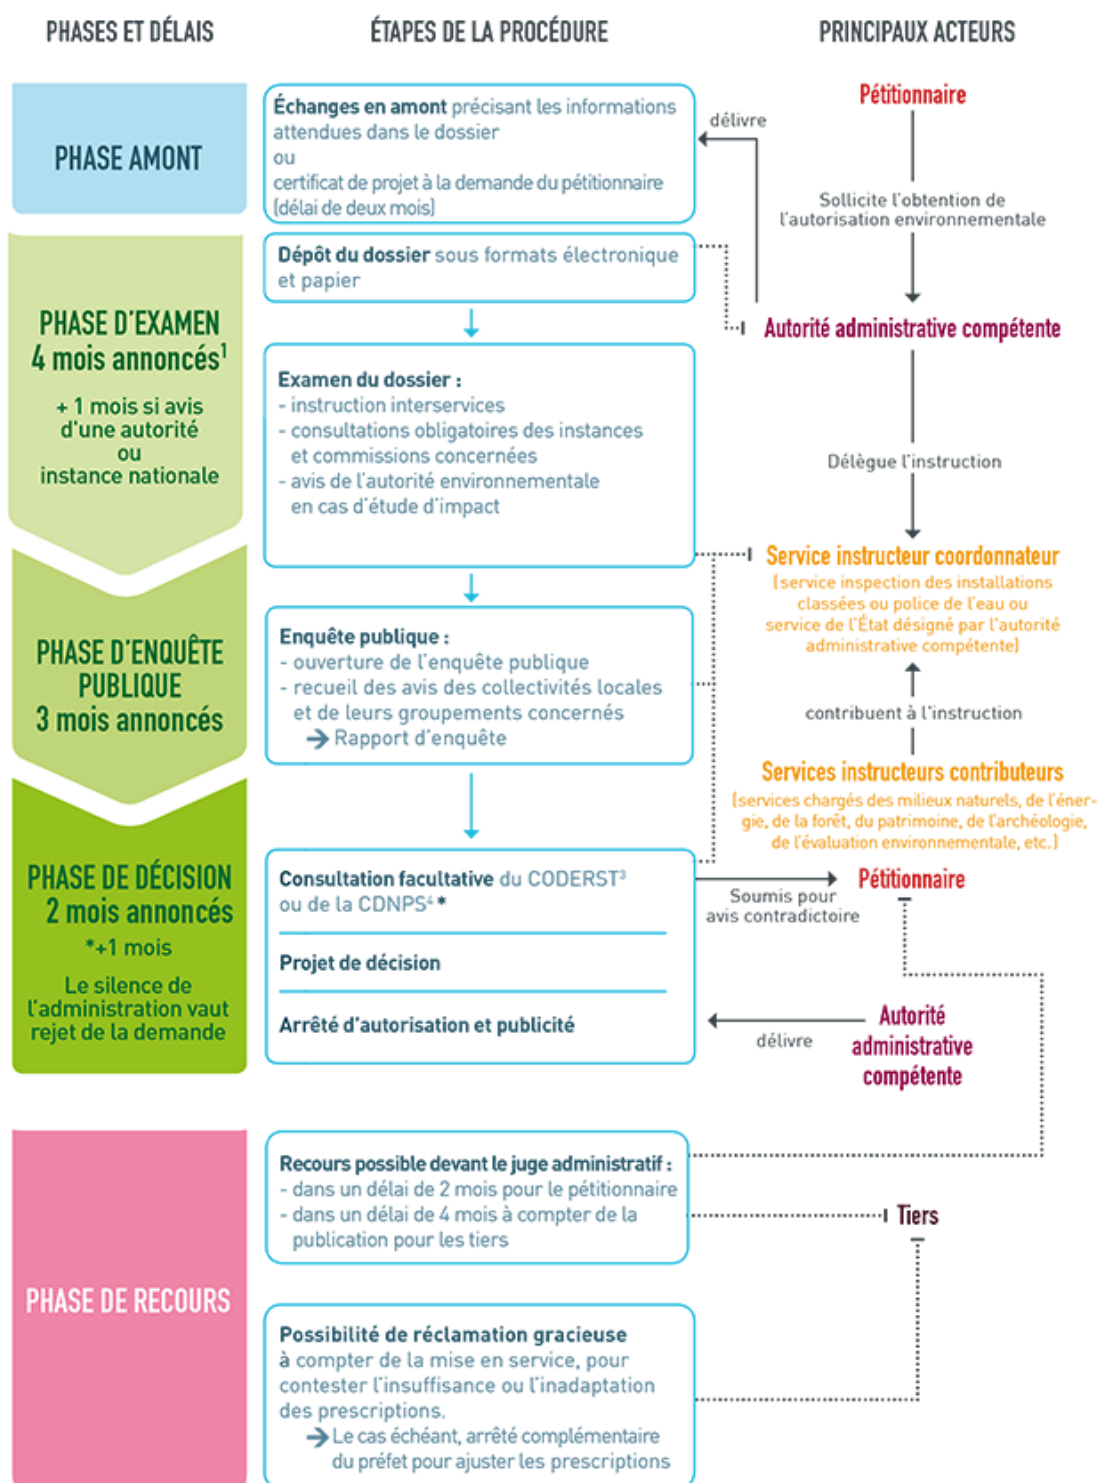 PHASES ET DÉLAIS
ÉTAPES DE LA PROCÉDURE
PRINCIPAUX ACTEURS
PHASE AMONT
Échanges en amont précisant les informations
attendues dans le dossier
ou
certificat de projet à la demande du pétitionnaire
(délai de deux mois)
délivre
Pétitionnaire
Sollicite l'obtention de
l'autorisation environnementale
PHASE D'EXAMEN
4 mois annoncés¹
+ 1 mois si avis
d'une autorité
ou
instance nationale
Dépôt du dossier sous formats électronique
et papier
Autorité administrative compétente
Examen du dossier :
- instruction interservices
- consultations obligatoires des instances
et commissions concernées
- avis de l'autorité environnementale
en cas d'étude d'impact
Délègue l'instruction
Service instructeur coordonnateur
(service inspection des installations
classées ou police de l'eau ou
service de l'État désigné par l'autorité
administrative compétente)
PHASE D'ENQUÊTE
PUBLIQUE
3 mois annoncés
Enquête publique :
- ouverture de l'enquête publique
- recueil des avis des collectivités locales
et de leurs groupements concernés
→ Rapport d'enquête
contribuent à l'instruction
Services instructeurs contributeurs
(services chargés des milieux naturels, de l'éner-
gie, de la forêt, du patrimoine, de l'archéologie,
de l'évaluation environnementale, etc.)
PHASE DE DÉCISION
2 mois annoncés
*+1 mois
Le silence de
l'administration vaut
rejet de la demande
Consultation facultative du CODERST³
ou de la CDNPS⁴ *
Projet de décision
Arrêté d'autorisation et publicité
Soumis pour
avis contradictoire
Pétitionnaire
délivre
Autorité
administrative
compétente
PHASE DE RECOURS
Recours possible devant le juge administratif :
- dans un délai de 2 mois pour le pétitionnaire
- dans un délai de 4 mois à compter de la
publication pour les tiers
Tiers
Possibilité de réclamation gracieuse
à compter de la mise en service, pour
contester l'insuffisance ou l'inadaptation
des prescriptions.
→ Le cas échéant, arrêté complémentaire
du préfet pour ajuster les prescriptions